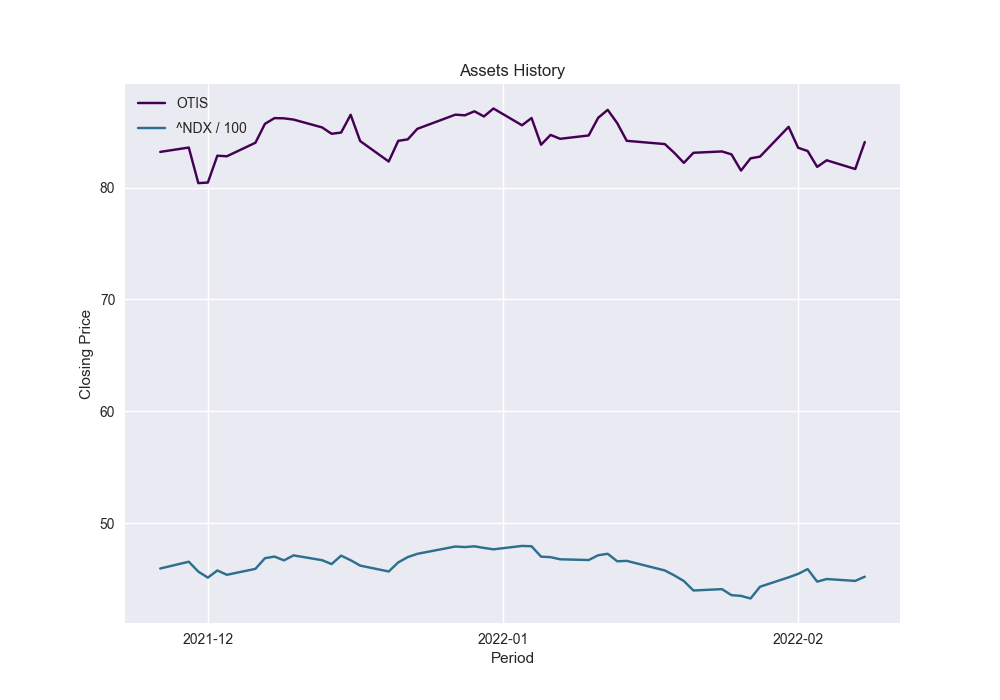 Assets History
OTIS
^NDX / 100
80
70
60
50
Closing Price
2021-12
2022-01
2022-02
Period